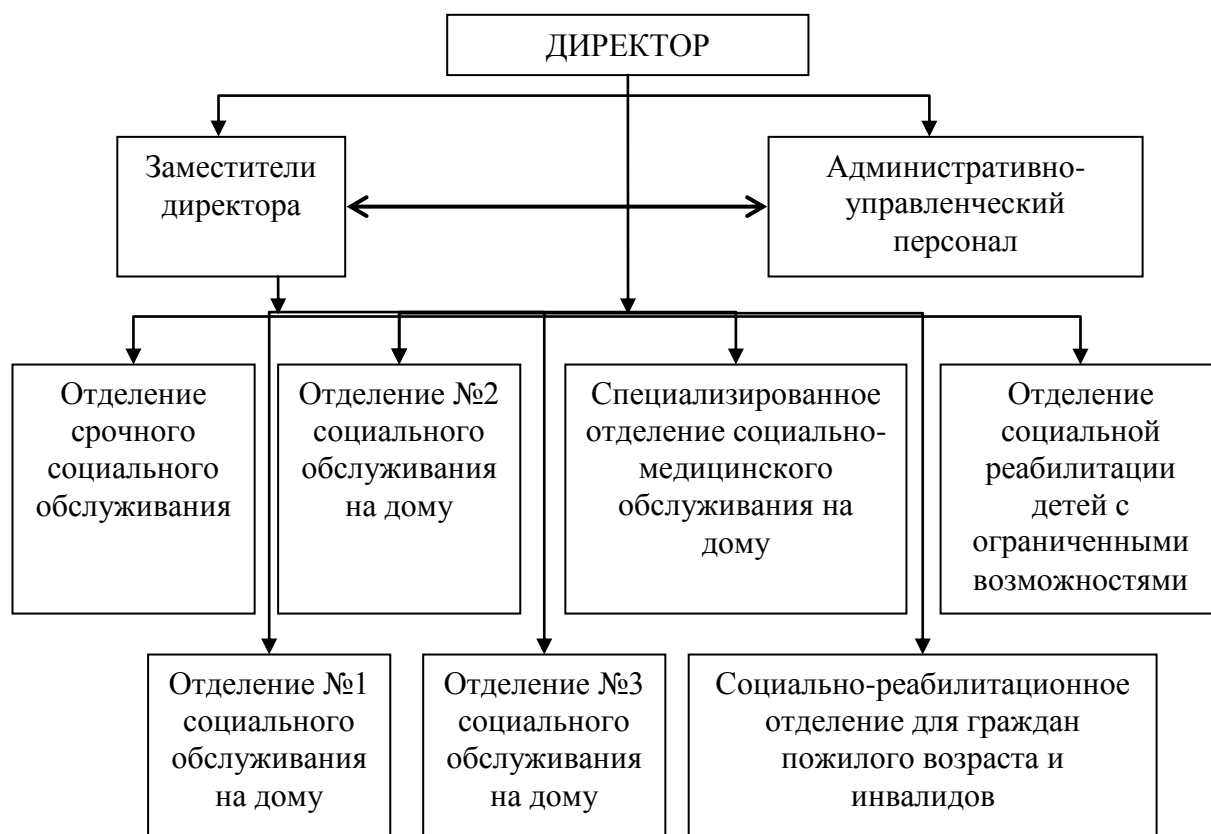 ДИРЕКТОР
Заместители
директора
Административно-
управленческий
персонал
Отделение
срочного
социального
обслуживания
Отделение №2
социального
обслуживания
на дому
Специализированное
отделение социально-
медицинского
обслуживания на
дому
Отделение
социальной
реабилитации
детей с
ограниченными
возможностями
Отделение №1
социального
обслуживания
на дому
Отделение №3
социального
обслуживания
на дому
Социально-реабилитационное
отделение для граждан
пожилого возраста и
инвалидов